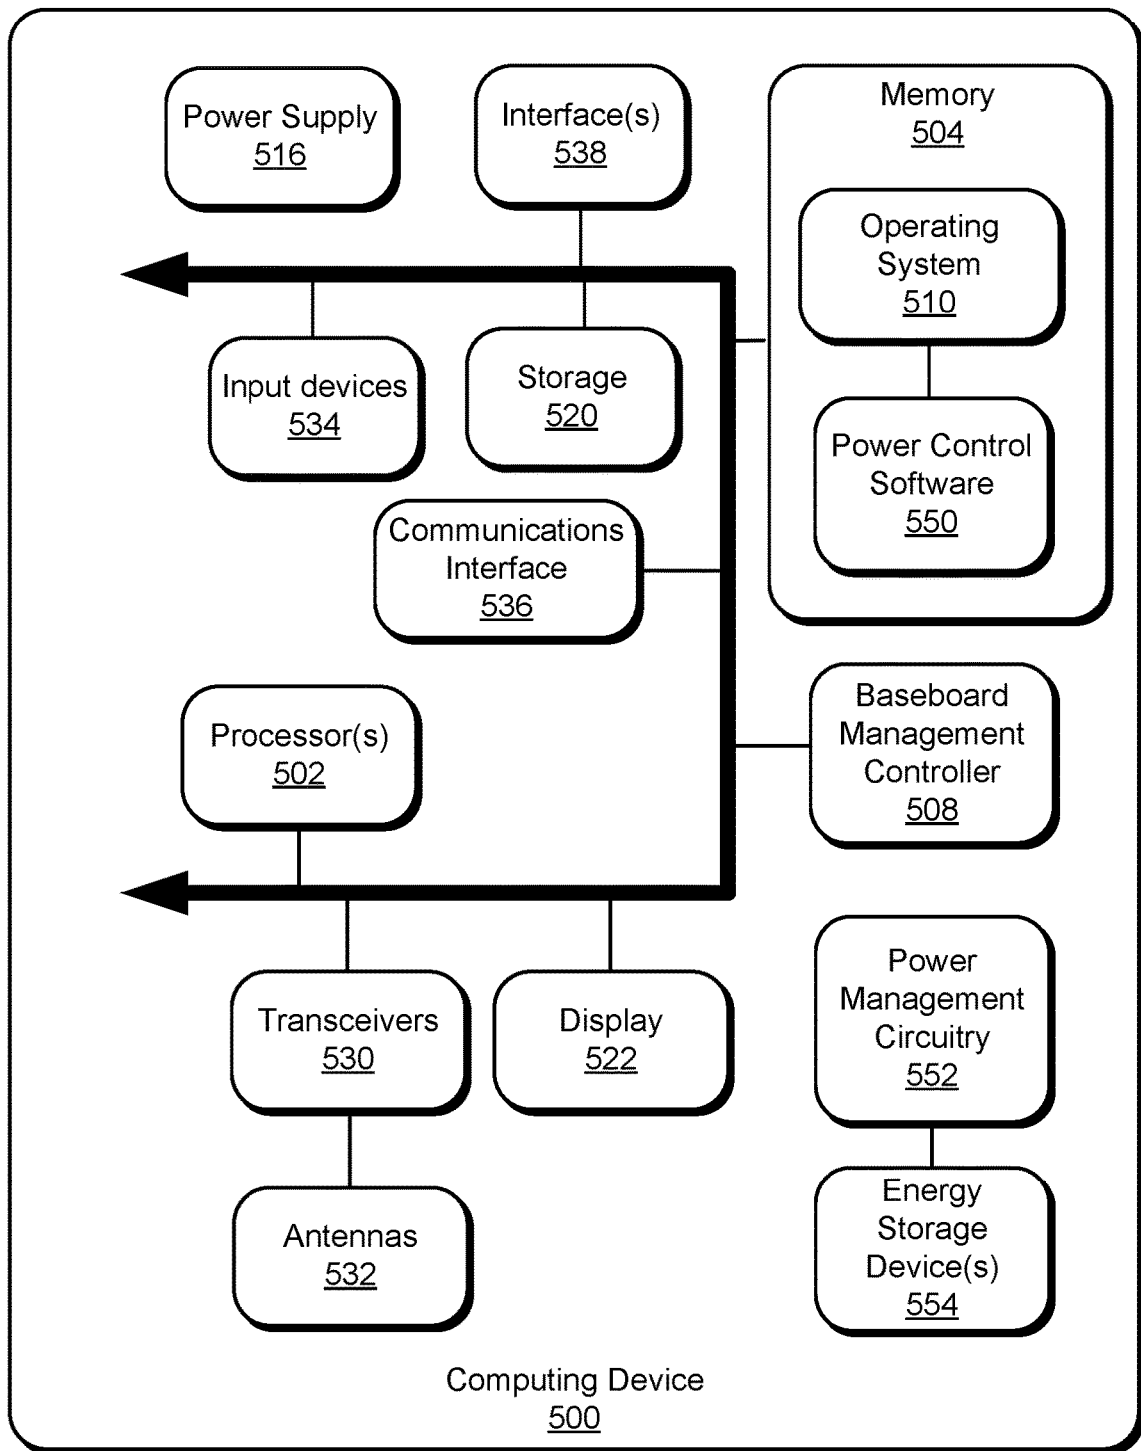 Power Supply
516
Interface(s)
538
Memory
504
Operating
System
510
Input devices
534
Storage
520
Power Control
Software
550
Communications
Interface
536
Processor(s)
502
Baseboard
Management
Controller
508
Transceivers
530
Display
522
Power
Management
Circuitry
552
Antennas
532
Energy
Storage
Device(s)
554
Computing Device
500